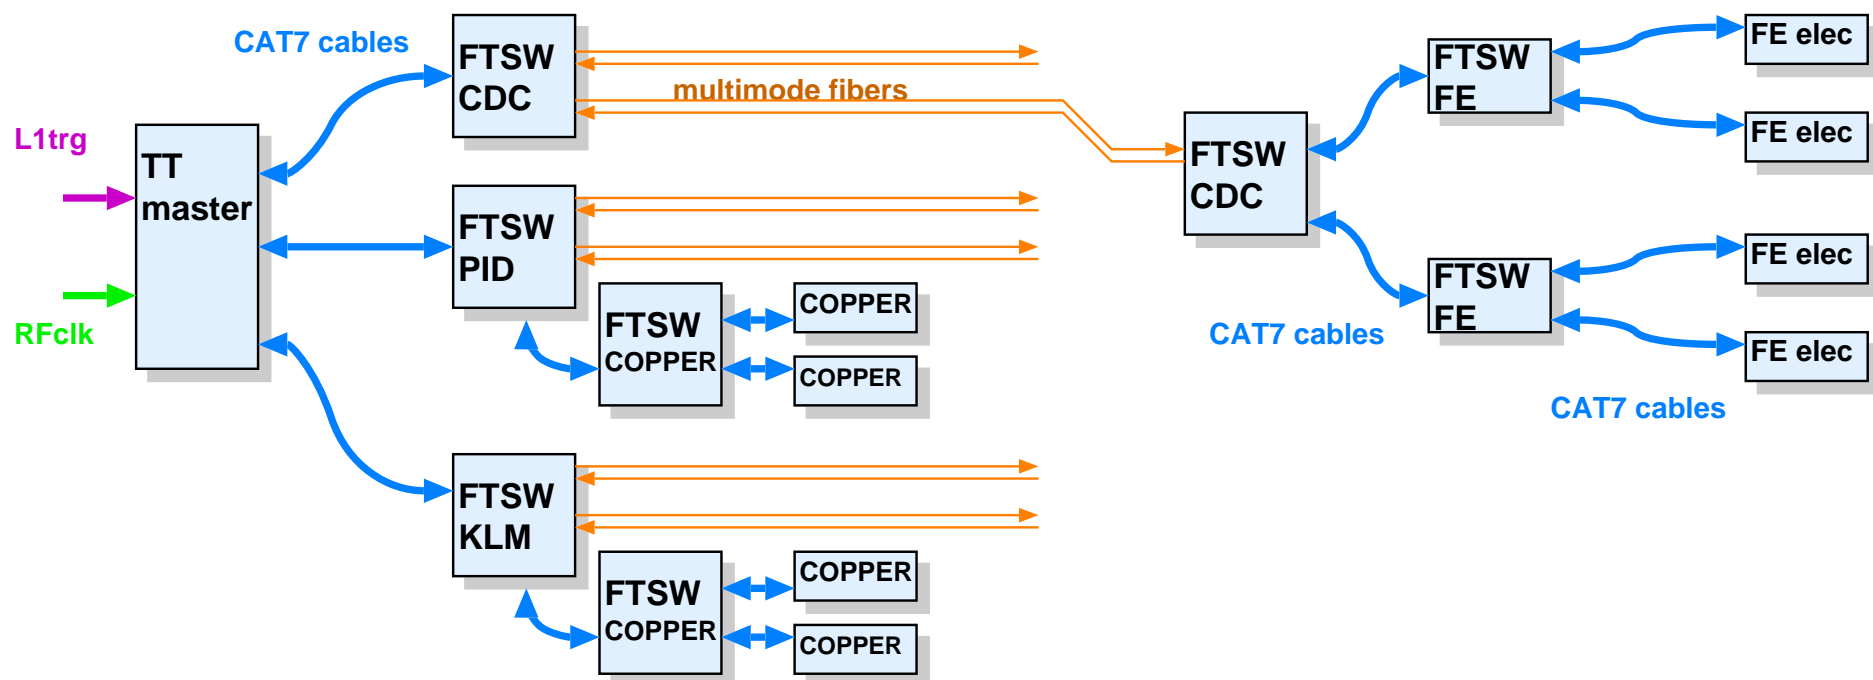 CAT7 cables
L1trg
RFclk
TT
master
FTSW
CDC
multimode fibers
FTSW
PID
FTSW
COPPER
COPPER
COPPER
FTSW
KLM
FTSW
COPPER
COPPER
COPPER
FTSW
CDC
FTSW
FE
FE elec
FE elec
FTSW
FE
FE elec
FE elec
CAT7 cables
CAT7 cables